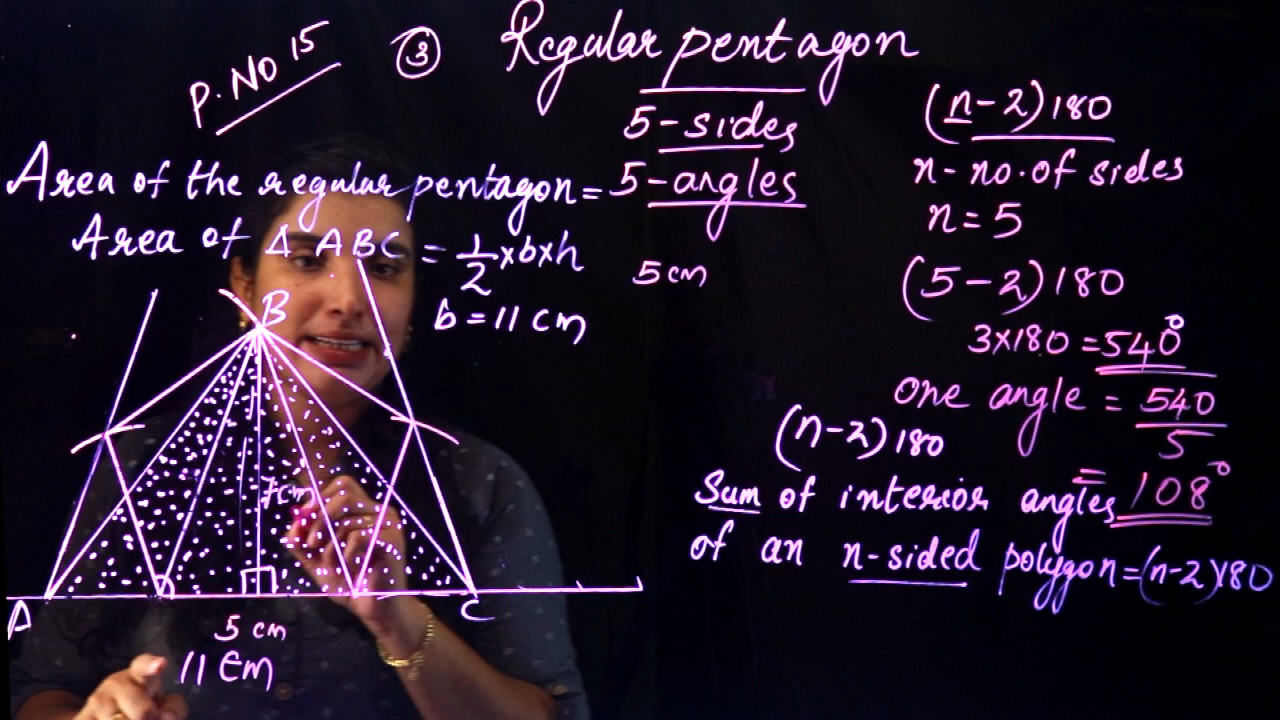 P.NO 15
③ Regular pentagon
5-sides
5-angles
Area of the regular pentagon=
Area of Δ ABC = 1/2 ×b×h
b = 11 cm
5 cm
B
7cm
A
C
5 cm
11 cm
(n-2)180
n - no. of sides
n = 5
(5-2)180
3×180 = 540°
one angle = 540/5
= 108°
(n-2)180
Sum of interior angles
of an n-sided polygon=(n-2)180